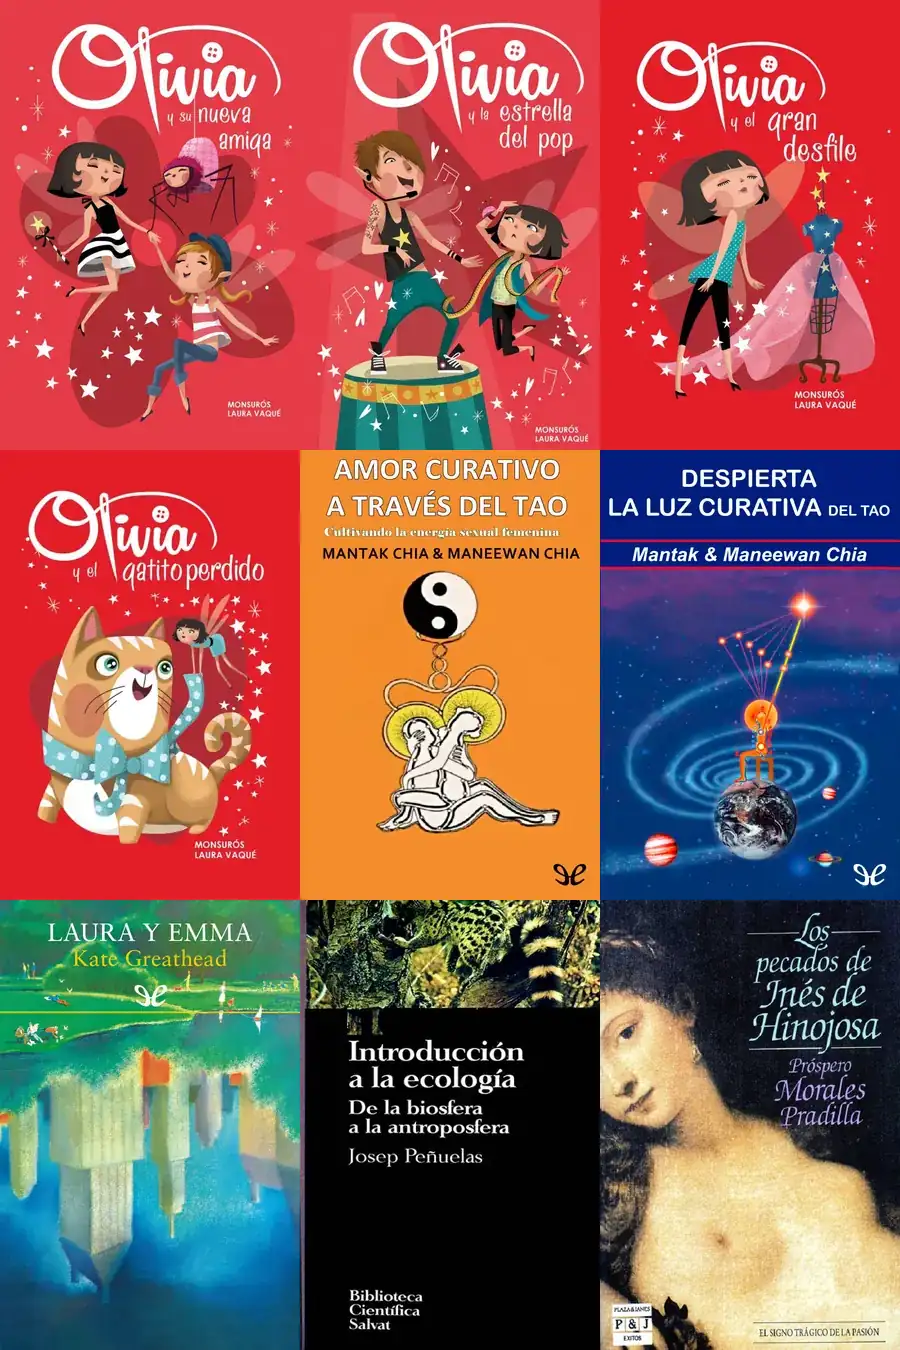 Olivia
y su nueva
amiga
MONSURÓS
LAURA VAQUÉ
Olivia
y la estrella
del pop
MONSURÓS
LAURA VAQUÉ
Olivia
y el gran
desfile
MONSURÓS
LAURA VAQUÉ
Olivia
y el gatito perdido
MONSURÓS
LAURA VAQUÉ
AMOR CURATIVO
A TRAVÉS DEL TAO
Cultivando la energía sexual femenina
MANTAK CHIA & MANEEWAN CHIA
DESPIERTA
LA LUZ CURATIVA DEL TAO
Mantak & Maneewan Chia
LAURA Y EMMA
Kate Greathead
Introducción
a la ecología
De la biosfera
a la antroposfera
Josep Peñuelas
Biblioteca
Científica
Salvat
Los
pecados de
Inés de
Hinojosa
Próspero
Morales
Pradilla
PLAZA & JANES
P & J
EXITOS
EL SIGNO TRÁGICO DE LA PASIÓN